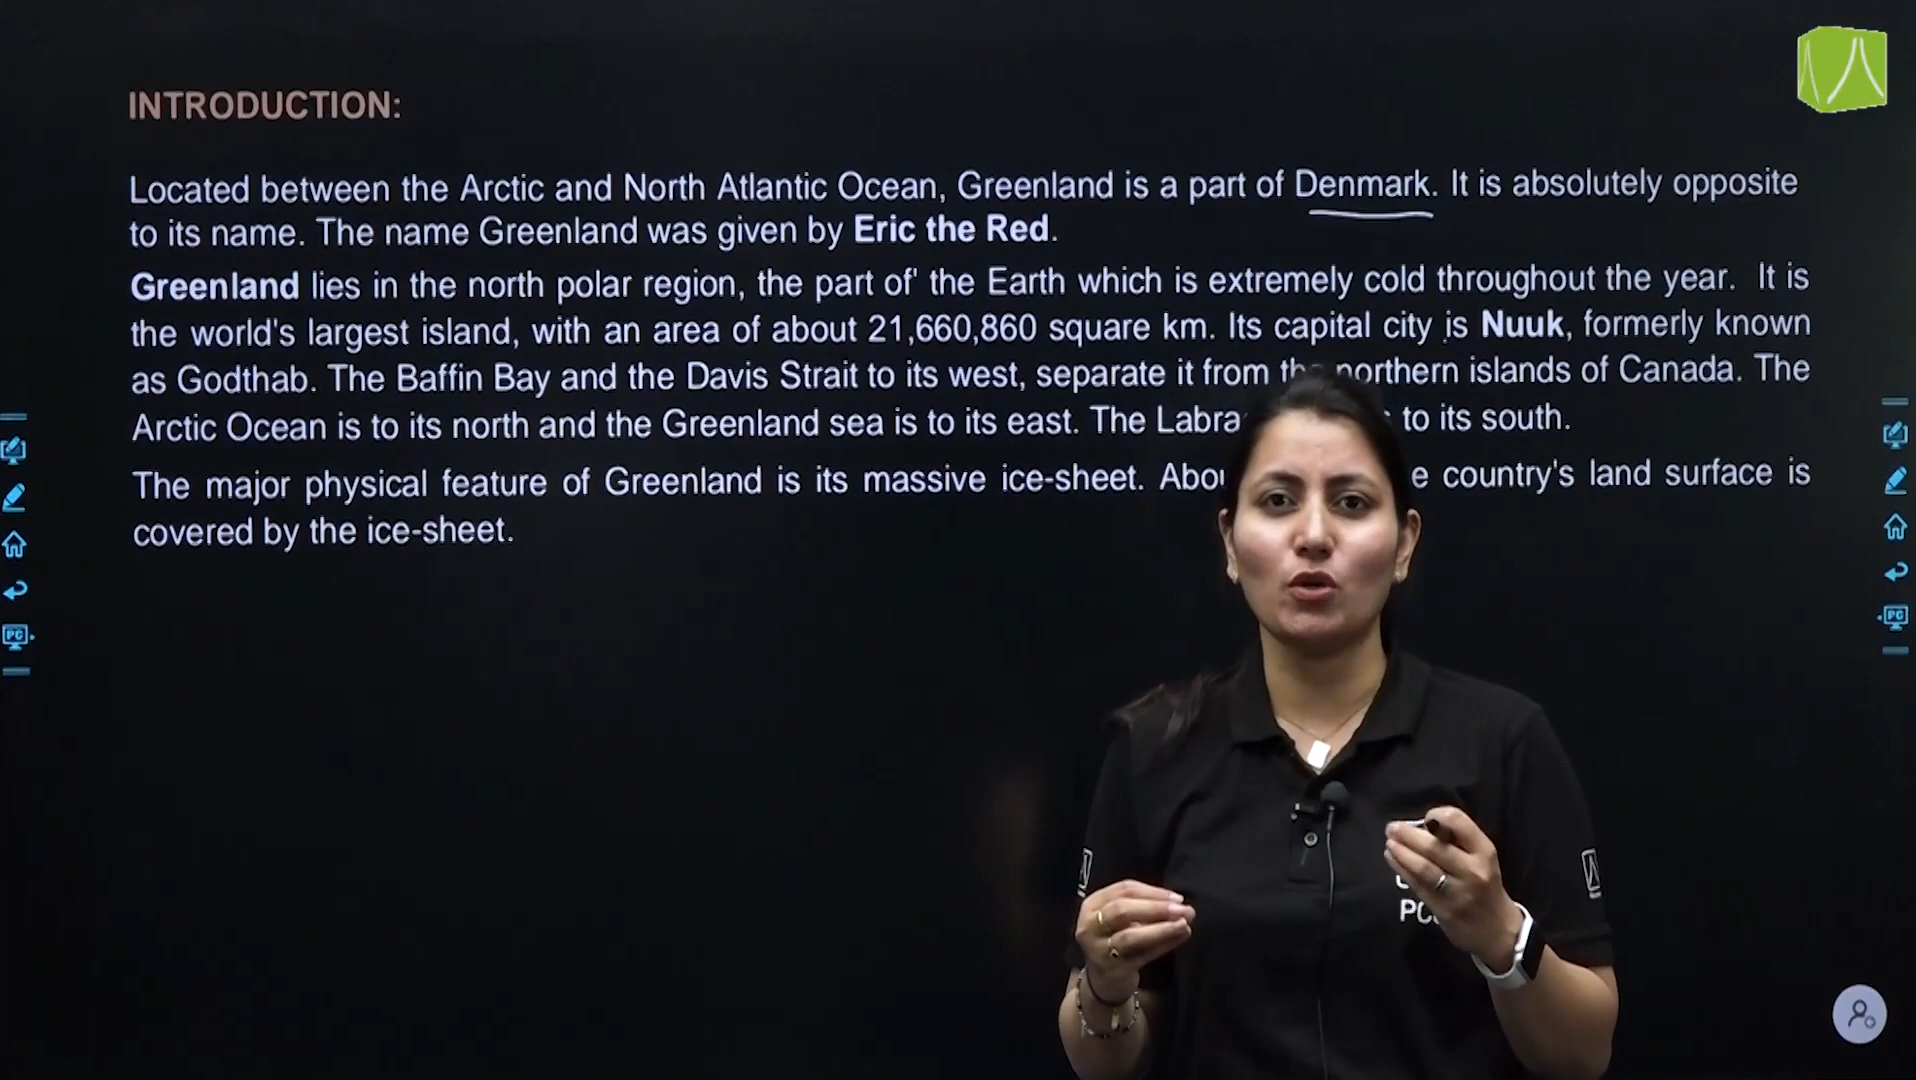 INTRODUCTION:
Located between the Arctic and North Atlantic Ocean, Greenland is a part of Denmark. It is absolutely opposite
to its name. The name Greenland was given by Eric the Red.
Greenland lies in the north polar region, the part of' the Earth which is extremely cold throughout the year. It is
the world's largest island, with an area of about 21,660,860 square km. Its capital city is Nuuk, formerly known
as Godthab. The Baffin Bay and the Davis Strait to its west, separate it from the northern islands of Canada. The
Arctic Ocean is to its north and the Greenland sea is to its east. The to its south.
The major physical feature of Greenland is its massive ice-sheet. country's land surface is
covered by the ice-sheet.
PC
PC